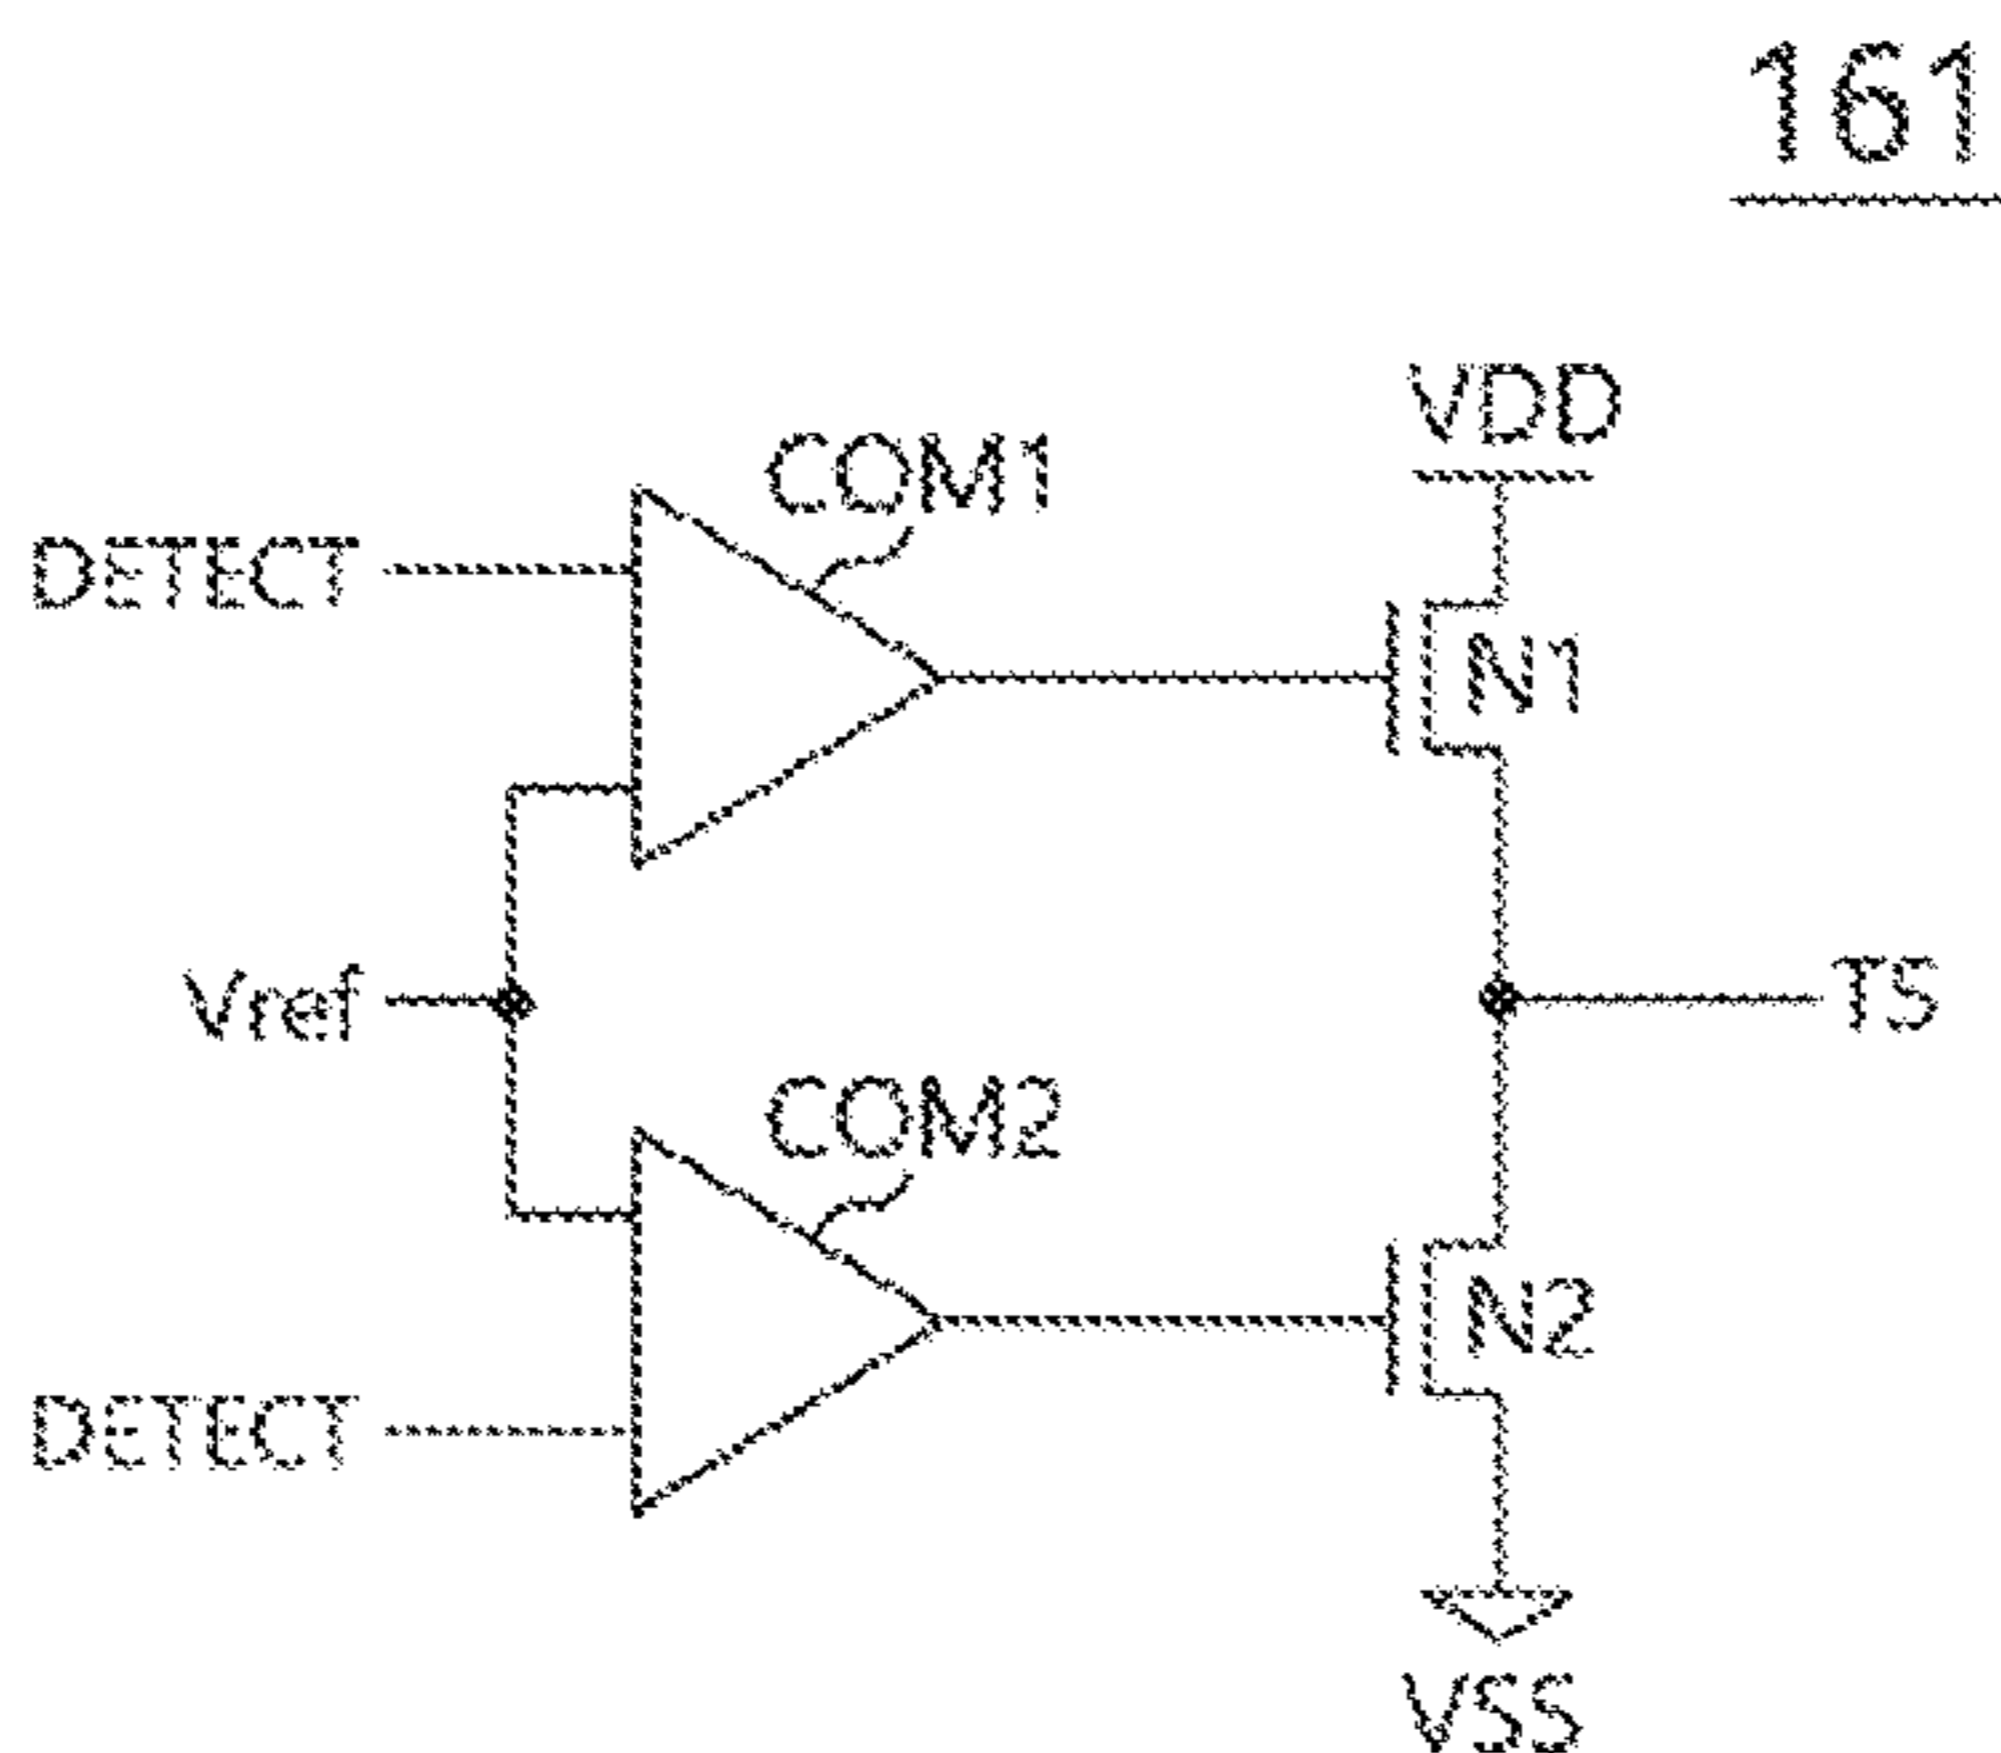 161
VDD
COM1
DETECT
N1
Vref
TS
COM2
N2
DETECT
VSS